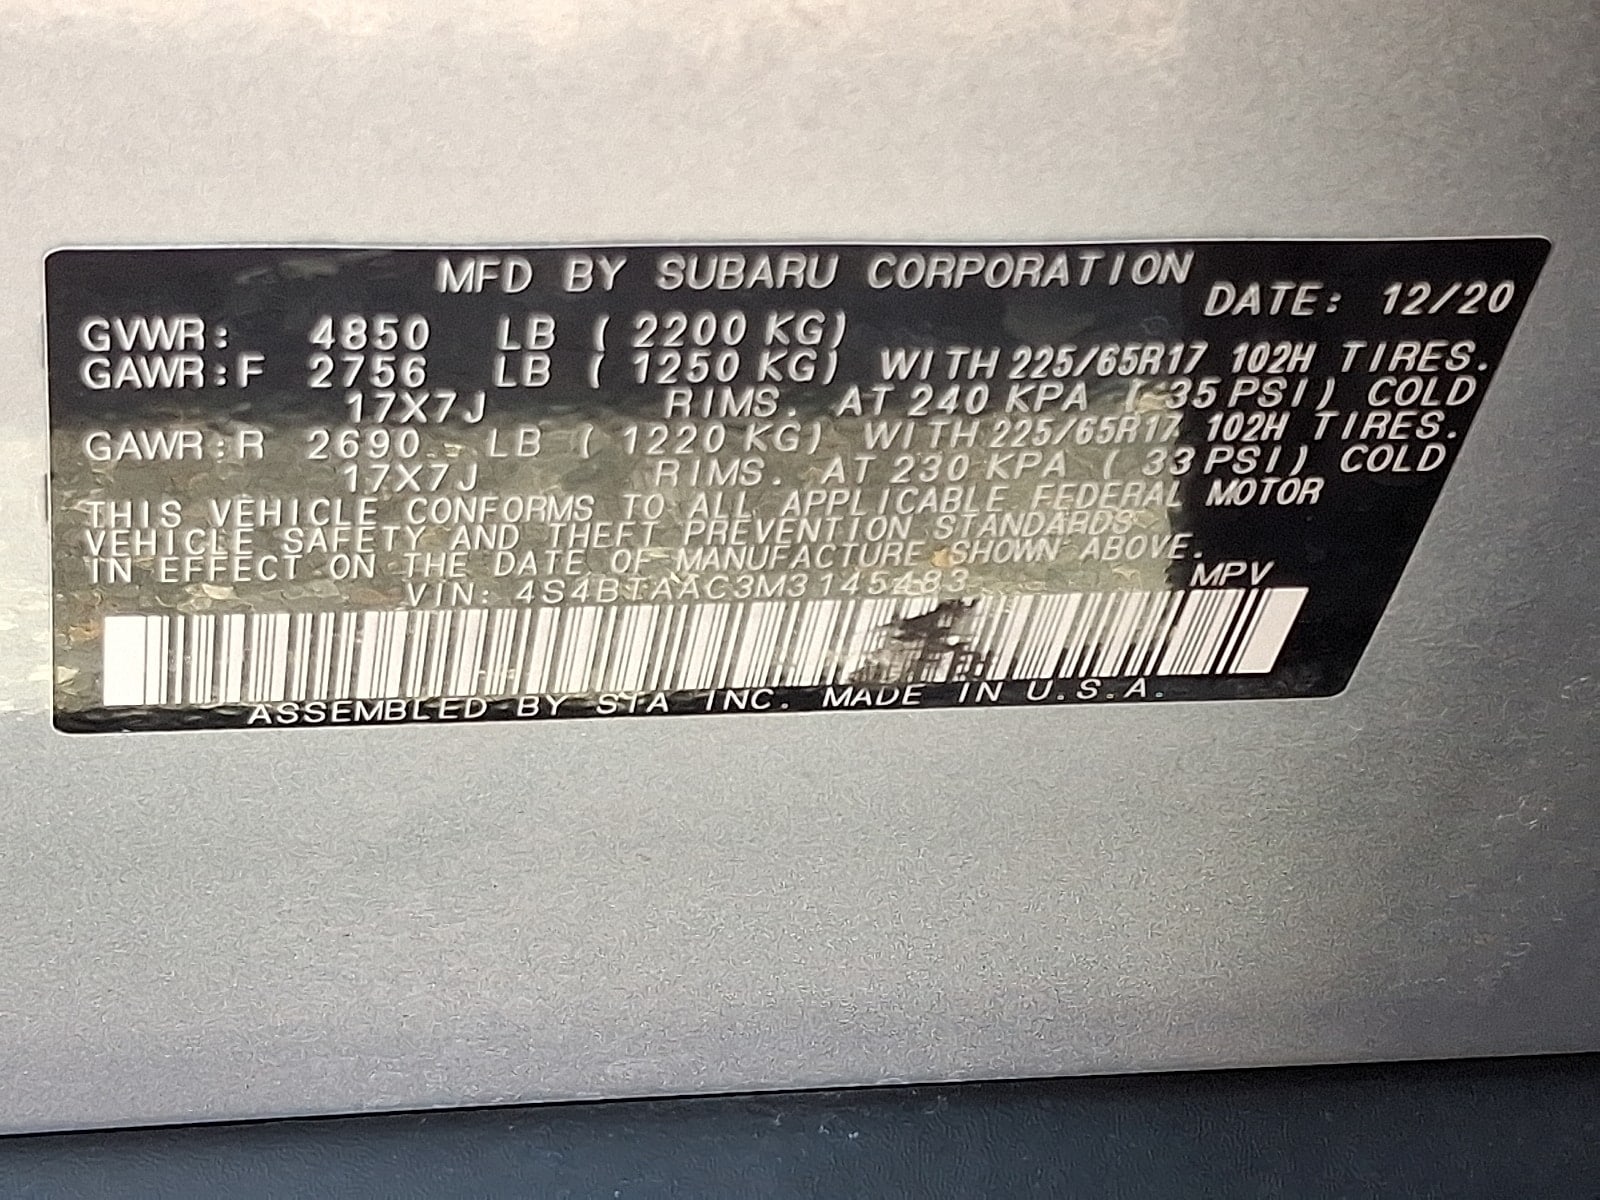 MFD BY SUBARU CORPORATION
DATE: 12/20
GVWR: 4850 LB ( 2200 KG)
GAWR:F 2756 LB ( 1250 KG) WITH 225/65R17 102H TIRES.
17X7J RIMS. AT 240 KPA ( 35 PSI) COLD
GAWR:R 2690 LB ( 1220 KG) WITH 225/65R17 102H TIRES.
17X7J RIMS. AT 230 KPA ( 33 PSI) COLD
THIS VEHICLE CONFORMS TO ALL APPLICABLE FEDERAL MOTOR
VEHICLE SAFETY AND THEFT PREVENTION STANDARDS
IN EFFECT ON THE DATE OF MANUFACTURE SHOWN ABOVE.
VIN: 4S4BTAAC3M3145483 MPV
ASSEMBLED BY STA INC. MADE IN U.S.A.